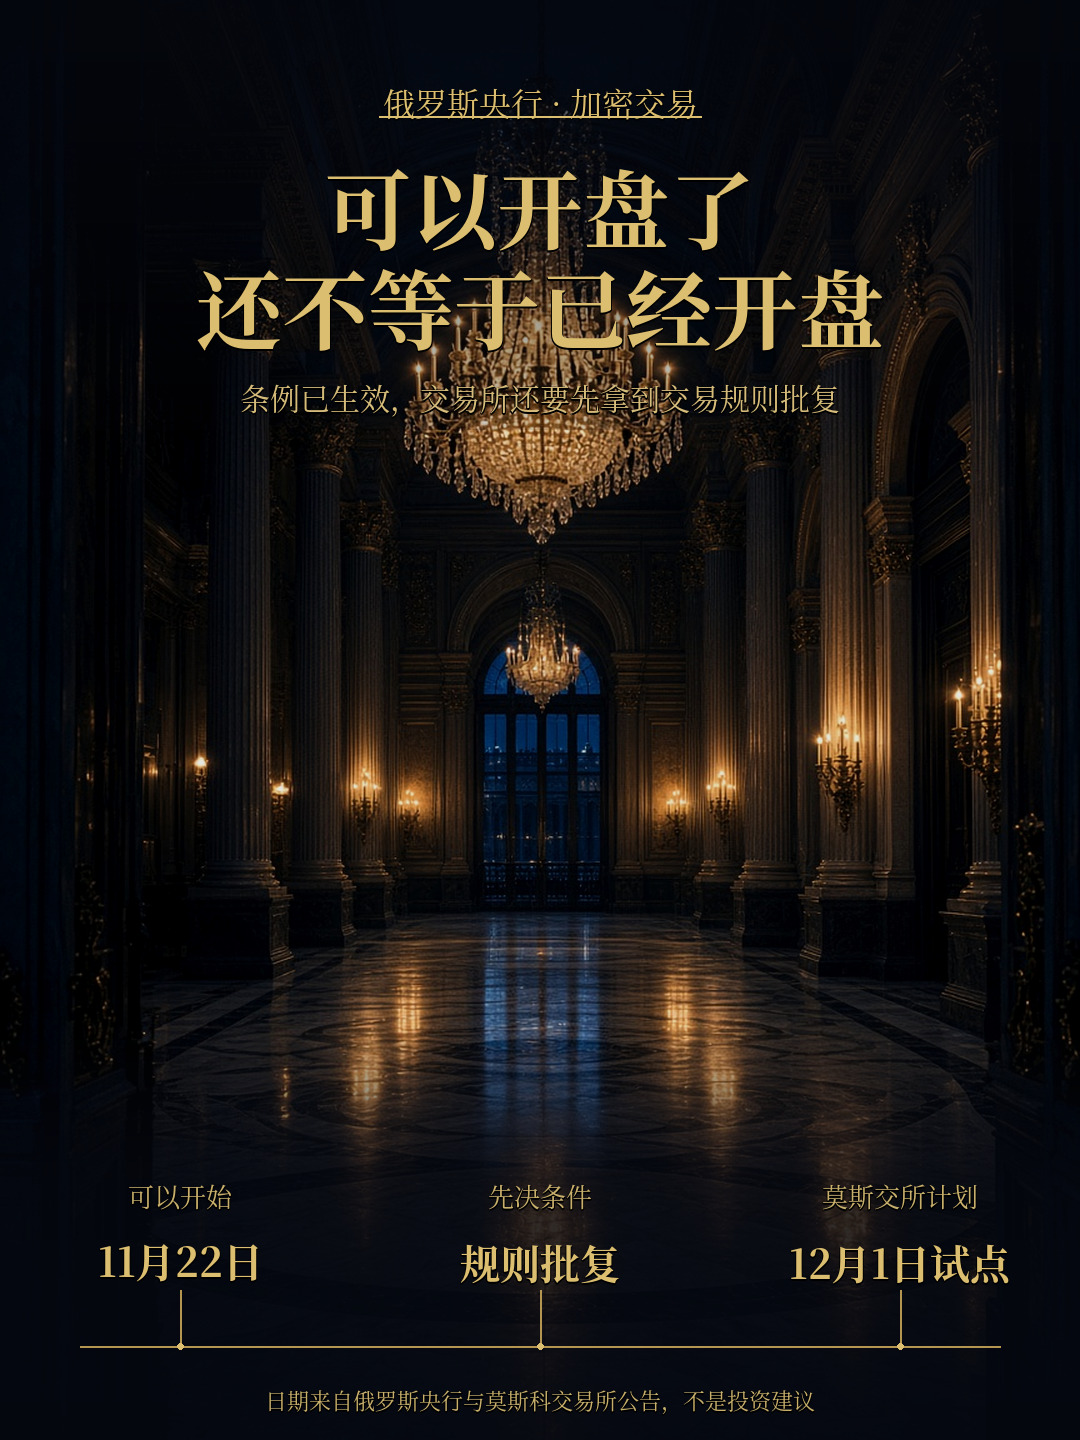 俄罗斯央行 · 加密交易
可以开盘了
还不等于已经开盘
条例已生效，交易所还要先拿到交易规则批复
可以开始
先决条件
莫斯交所计划
11月22日
规则批复
12月1日试点
日期来自俄罗斯央行与莫斯科交易所公告，不是投资建议